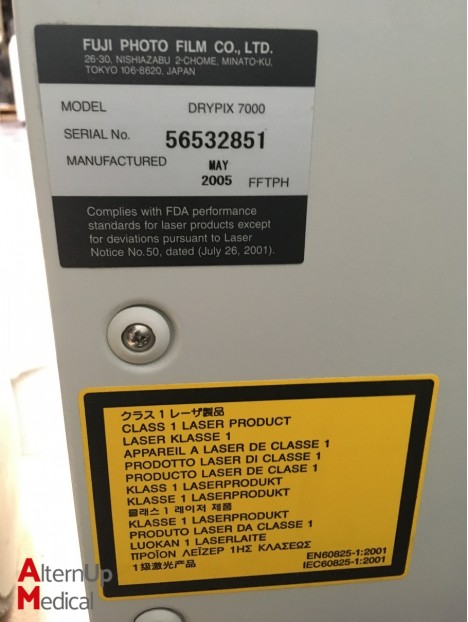 FUJI PHOTO FILM CO., LTD.
26-30, NISHIAZABU 2-CHOME, MINATO-KU,
TOKYO 106-8620, JAPAN
MODEL DRYPIX 7000
SERIAL No. 56532851
MANUFACTURED MAY
2005 FFTPH
Complies with FDA performance
standards for laser products except
for deviations pursuant to Laser
Notice No.50, dated (July 26, 2001).
クラス1レーザ製品
CLASS 1 LASER PRODUCT
LASER KLASSE 1
APPAREIL A LASER DE CLASSE 1
PRODOTTO LASER DI CLASSE 1
PRODUCTO LASER DE CLASE 1
KLASS 1 LASERPRODUKT
KLASSE 1 LASERPRODUKT
클래스 1 레이저 제품
KLASSE 1 LASERPRODUKT
PRODUTO LASER DA CLASSE 1
LUOKAN 1 LASERLAITE
ΠΡΟΪΟΝ ΛΕΪΖΕΡ 1ΗΣ ΚΛΑΣΕΩΣ
1级激光产品
EN60825-1:2001
IEC60825-1:2001
AlternUp
Medical